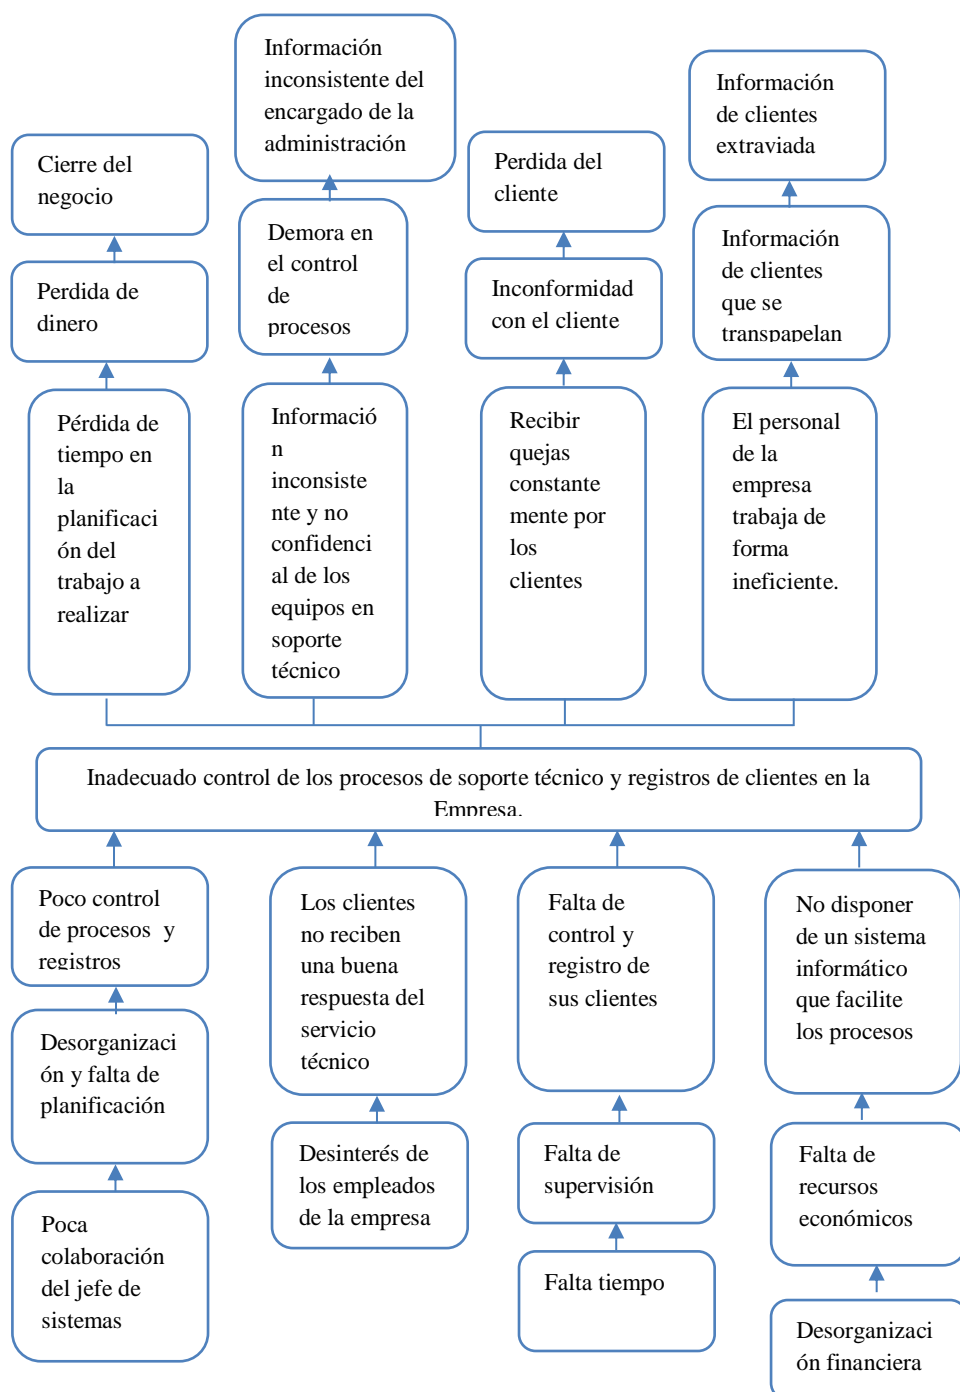 Información
inconsistente del
encargado de la
administración
Información
de clientes
extraviada
Cierre del
negocio
Perdida del
cliente
Demora en
el control
de
procesos
Información
de clientes
que se
transpapelan
Perdida de
dinero
Inconformidad
con el cliente
Pérdida de
tiempo en
la
planificaci
ón del
trabajo a
realizar
Informació
n
inconsiste
nte y no
confidenci
al de los
equipos en
soporte
técnico
Recibir
quejas
constante
mente por
los
clientes
El personal
de la
empresa
trabaja de
forma
ineficiente.
Inadecuado control de los procesos de soporte técnico y registros de clientes en la
Empresa.
Poco control
de procesos  y
registros
Los clientes
no reciben
una buena
respuesta del
servicio
técnico
Falta de
control y
registro de
sus clientes
No disponer
de un sistema
informático
que facilite
los procesos
Desorganizaci
ón y falta de
planificación
Desinterés de
los empleados
de la empresa
Falta de
supervisión
Falta de
recursos
económicos
Poca
colaboración
del jefe de
sistemas
Falta tiempo
Desorganizaci
ón financiera